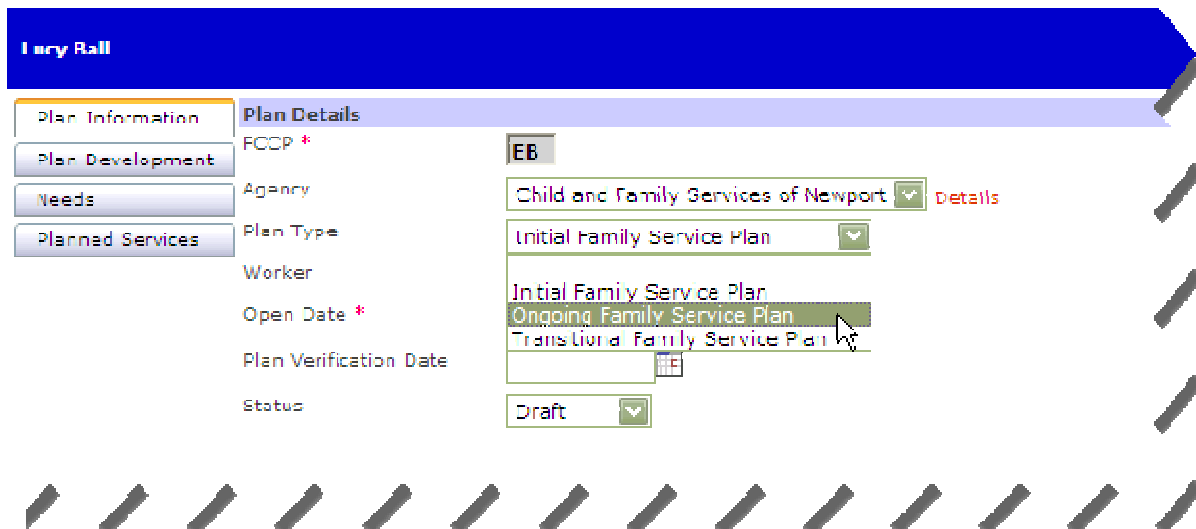 Lucy Ball
Plan Information
Plan Development
Needs
Planned Services
Plan Details
FCCP *
EB
Agency
Child and Family Services of Newport
Details
Plan Type
Initial Family Service Plan
Worker
Initial Family Service Plan
Open Date *
Ongoing Family Service Plan
Transitional Family Service Plan
Plan Verification Date
Status
Draft